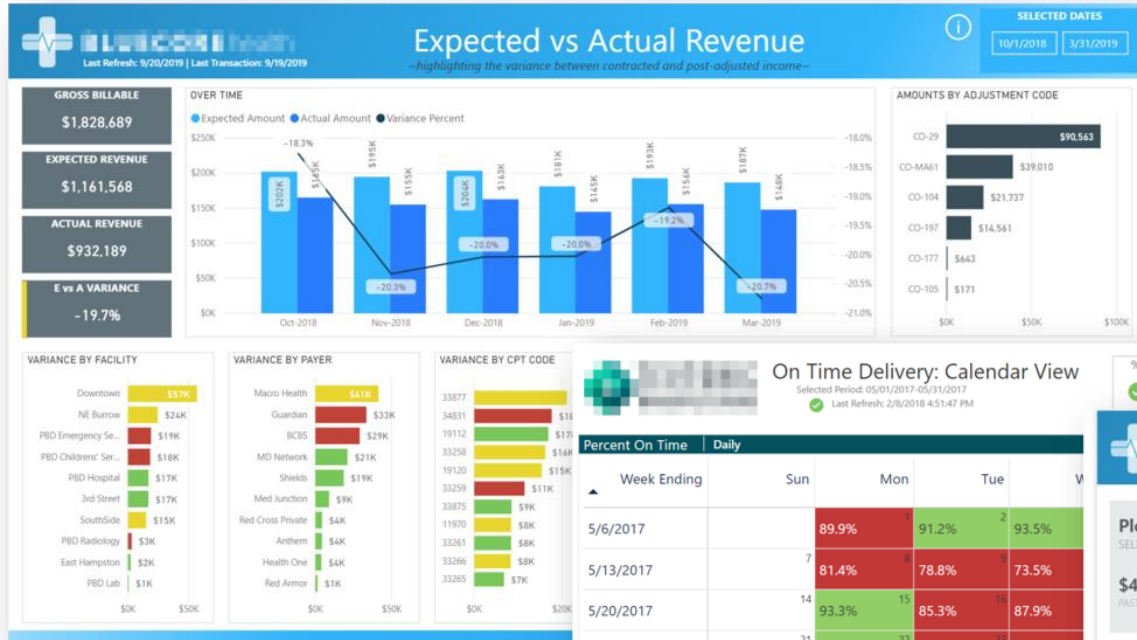 SELECTED DATES
10/1/2018 3/31/2019
Expected vs Actual Revenue
~highlighting the variance between contracted and post-adjusted income~
Last Refresh: 9/20/2019 | Last Transaction: 9/19/2019
GROSS BILLABLE
$1,828,689
EXPECTED REVENUE
$1,161,568
ACTUAL REVENUE
$932,189
E vs A VARIANCE
-19.7%
OVER TIME
Expected Amount Actual Amount Variance Percent
$250K
$200K
$150K
$100K
$50K
$0K
-18.3%
$202K
$165K
$195K
$155K
$204K
$163K
$181K
$145K
$193K
$156K
$187K
$148K
-20.3%
-20.0%
-20.0%
-19.2%
-20.7%
-18.0%
-18.5%
-19.0%
-19.5%
-20.0%
-20.5%
-21.0%
Oct-2018 Nov-2018 Dec-2018 Jan-2019 Feb-2019 Mar-2019
AMOUNTS BY ADJUSTMENT CODE
CO-29 $90,563
CO-MA61 $39,010
CO-104 $21,737
CO-197 $14,561
CO-177 $643
CO-105 $171
$0K $50K $100K
VARIANCE BY FACILITY
Downtown $57K
NE Burrow $24K
PBD Emergency Se... $19K
PBD Childrens' Ser... $18K
PBD Hospital $17K
3rd Street $17K
SouthSide $15K
PBD Radiology $3K
East Hampton $2K
PBD Lab $1K
$0K $50K
VARIANCE BY PAYER
Macro Health $41K
Guardian $33K
BCBS $29K
MD Network $21K
Shields $19K
Med Junction $9K
Red Cross Private $4K
Anthem $4K
Health One $4K
Red Armor $1K
$0K $50K
VARIANCE BY CPT CODE
33877
34831 $18
19112 $17
33258 $16K
19120 $15K
33259 $11K
33875 $9K
11970 $8K
33261 $8K
33266 $8K
33265 $7K
$0K $20K
On Time Delivery: Calendar View
Selected Period: 05/01/2017-05/31/2017
Last Refresh: 2/8/2018 4:51:47 PM
%
Percent On Time | Daily
Week Ending Sun Mon Tue W
5/6/2017 89.9% 1 91.2% 2 93.5%
5/13/2017 7 81.4% 8 78.8% 9 73.5%
5/20/2017 14 93.3% 15 85.3% 16 87.9%
21 22 23
Ple
SEL
$4
PAST